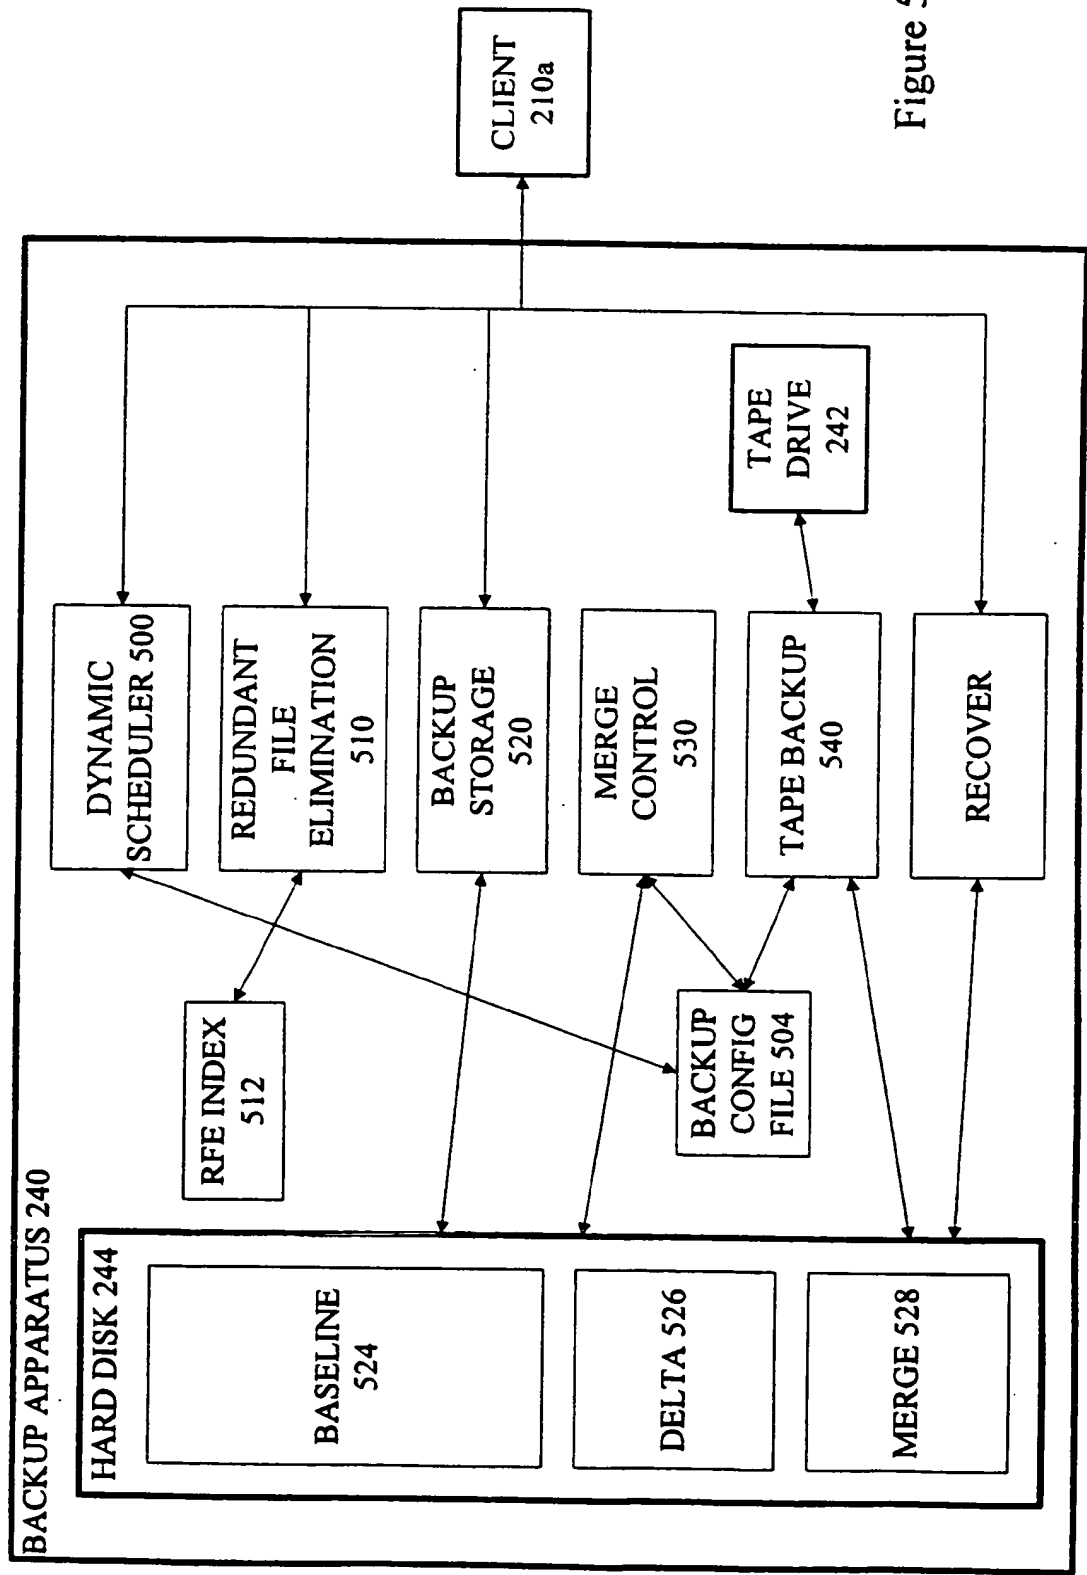 BACKUP APPARATUS 240
HARD DISK 244
BASELINE
524
DELTA 526
MERGE 528
RFE INDEX
512
BACKUP
CONFIG
FILE 504
DYNAMIC
SCHEDULER 500
REDUNDANT
FILE
ELIMINATION
510
BACKUP
STORAGE
520
MERGE
CONTROL
530
TAPE BACKUP
540
RECOVER
TAPE
DRIVE
242
CLIENT
210a
Figure 5